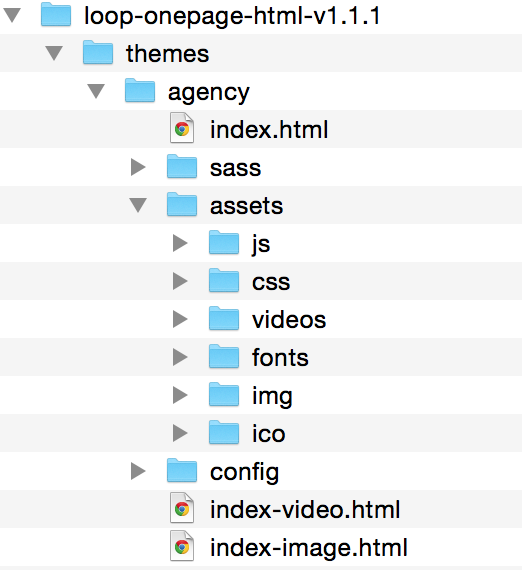 loop-onepage-html-v1.1.1
themes
agency
index.html
sass
assets
js
css
videos
fonts
img
ico
config
index-video.html
index-image.html